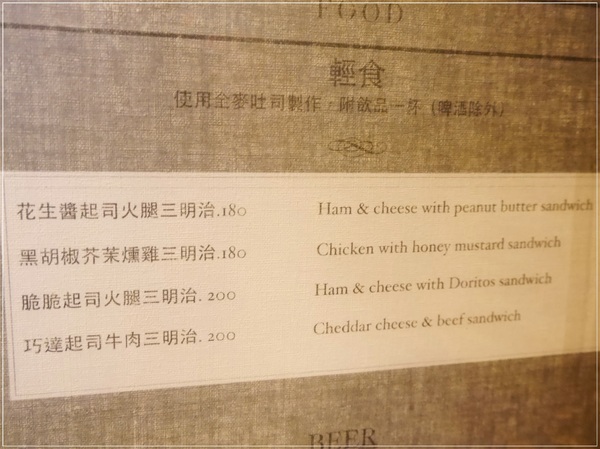 FOOD
輕食
使用全麥吐司製作，附飲品一杯（啤酒除外）
花生醬起司火腿三明治.180 Ham & cheese with peanut butter sandwich
黑胡椒芥茉燻雞三明治.180 Chicken with honey mustard sandwich
脆脆起司火腿三明治. 200 Ham & cheese with Doritos sandwich
巧達起司牛肉三明治. 200 Cheddar cheese & beef sandwich
BEER